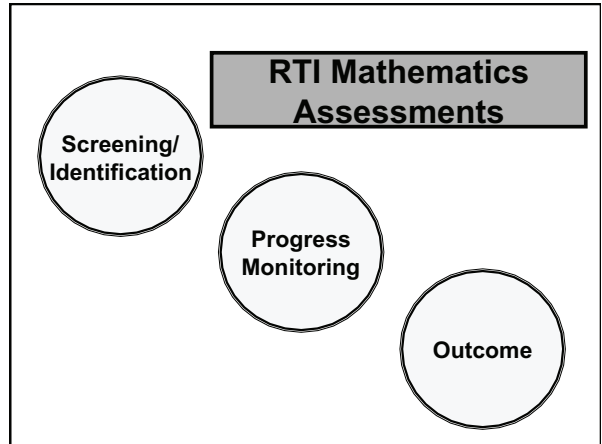 RTI Mathematics
Assessments
Screening/
Identification
Progress
Monitoring
Outcome